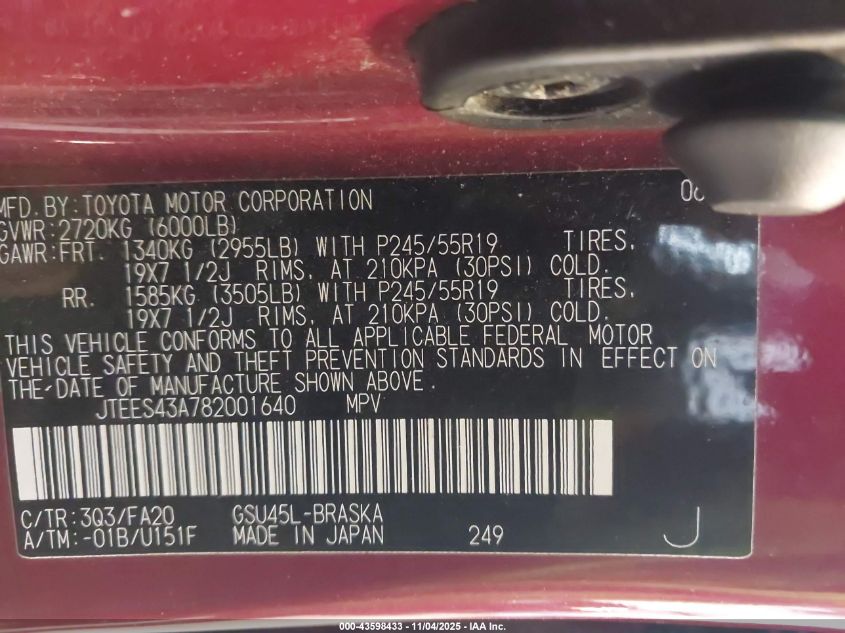 MFD. BY: TOYOTA MOTOR CORPORATION 06
GVWR: 2720KG (6000LB)
GAWR: FRT. 1340KG (2955LB) WITH P245/55R19 TIRES,
19X7 1/2J RIMS, AT 210KPA (30PSI) COLD.
RR. 1585KG (3505LB) WITH P245/55R19 TIRES,
19X7 1/2J RIMS, AT 210KPA (30PSI) COLD.
THIS VEHICLE CONFORMS TO ALL APPLICABLE FEDERAL MOTOR
VEHICLE SAFETY AND THEFT PREVENTION STANDARDS IN EFFECT ON
THE DATE OF MANUFACTURE SHOWN ABOVE.
JTEES43A782001640 MPV
C/TR: 3Q3/FA20 GSU45L-BRASKA
A/TM: -01B/U151F MADE IN JAPAN 249 J
000-43598433 - 11/04/2025 - IAA Inc.